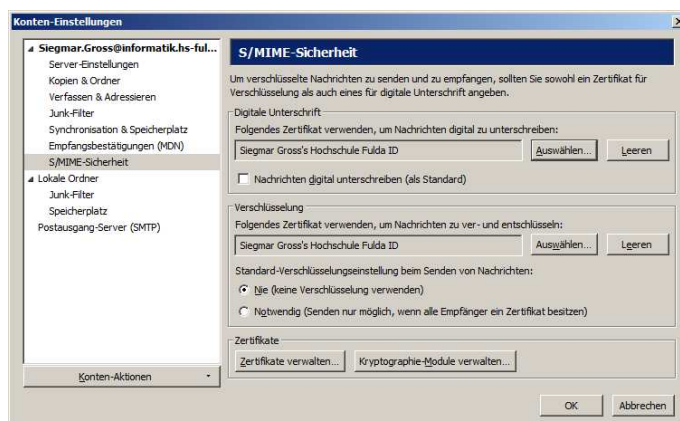 Konten-Einstellungen
Siegmar.Gross@informatik.hs-ful...
Server-Einstellungen
Kopien & Ordner
Verfassen & Adressieren
Junk-Filter
Synchronisation & Speicherplatz
Empfangsbestätigungen (MDN)
S/MIME-Sicherheit
Lokale Ordner
Junk-Filter
Speicherplatz
Postausgang-Server (SMTP)
Konten-Aktionen
S/MIME-Sicherheit
Um verschlüsselte Nachrichten zu senden und zu empfangen, sollten Sie sowohl ein Zertifikat für
Verschlüsselung als auch eines für digitale Unterschrift angeben.
Digitale Unterschrift
Folgendes Zertifikat verwenden, um Nachrichten digital zu unterschreiben:
Siegmar Gross's Hochschule Fulda ID
Auswählen...
Leeren
Nachrichten digital unterschreiben (als Standard)
Verschlüsselung
Folgendes Zertifikat verwenden, um Nachrichten zu ver- und entschlüsseln:
Siegmar Gross's Hochschule Fulda ID
Auswählen...
Leeren
Standard-Verschlüsselungseinstellung beim Senden von Nachrichten:
Nie (keine Verschlüsselung verwenden)
Notwendig (Senden nur möglich, wenn alle Empfänger ein Zertifikat besitzen)
Zertifikate
Zertifikate verwalten...
Kryptographie-Module verwalten...
OK
Abbrechen